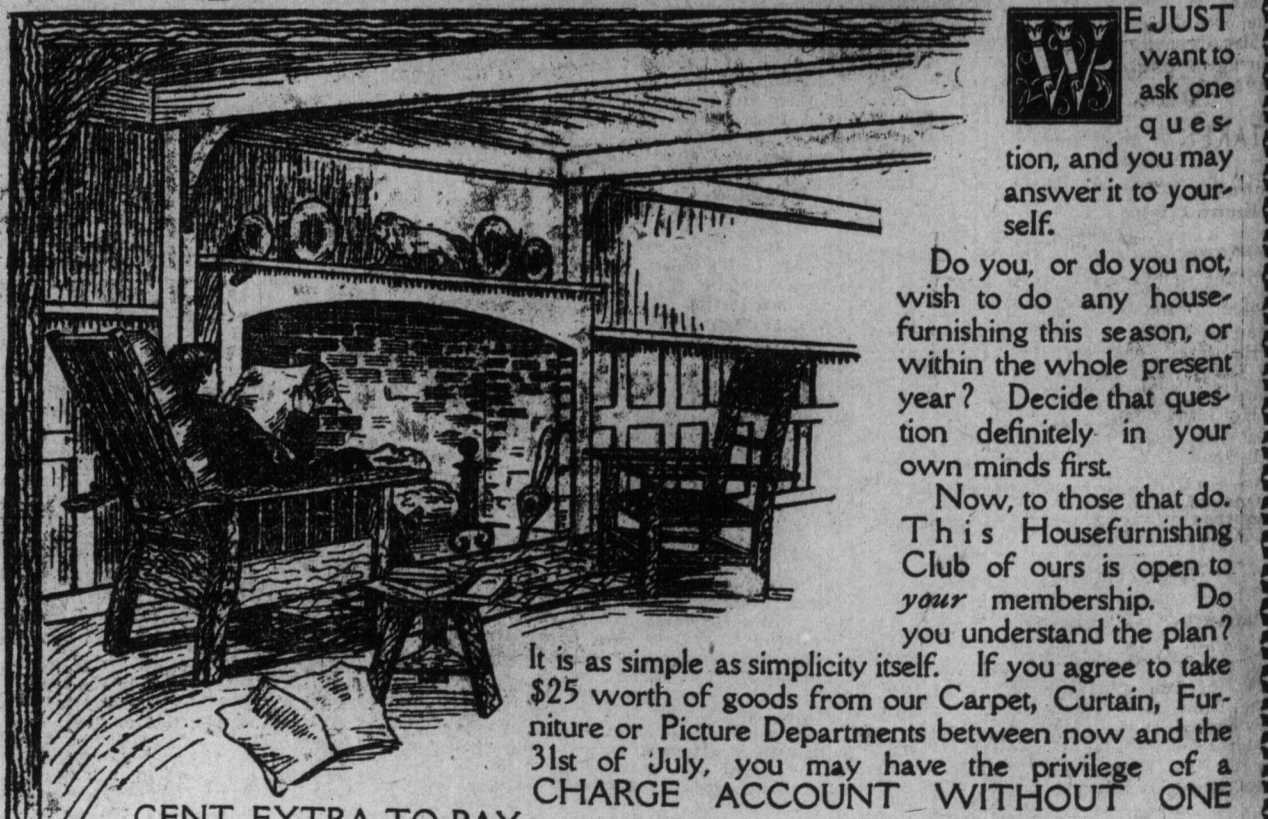 WE JUST
want to
ask one
ques-
tion, and you may
answer it to your-
self.
Do you, or do you not,
wish to do any house-
furnishing this season, or
within the whole present
year? Decide that ques-
tion definitely in your
own minds first.
Now, to those that do.
This Housefurnishing
Club of ours is open to
your membership. Do
you understand the plan?
It is as simple as simplicity itself. If you agree to take
$25 worth of goods from our Carpet, Curtain, Fur-
niture or Picture Departments between now and the
31st of July, you may have the privilege of a
CHARGE ACCOUNT WITHOUT ONE
CENT EXTRA TO PAY